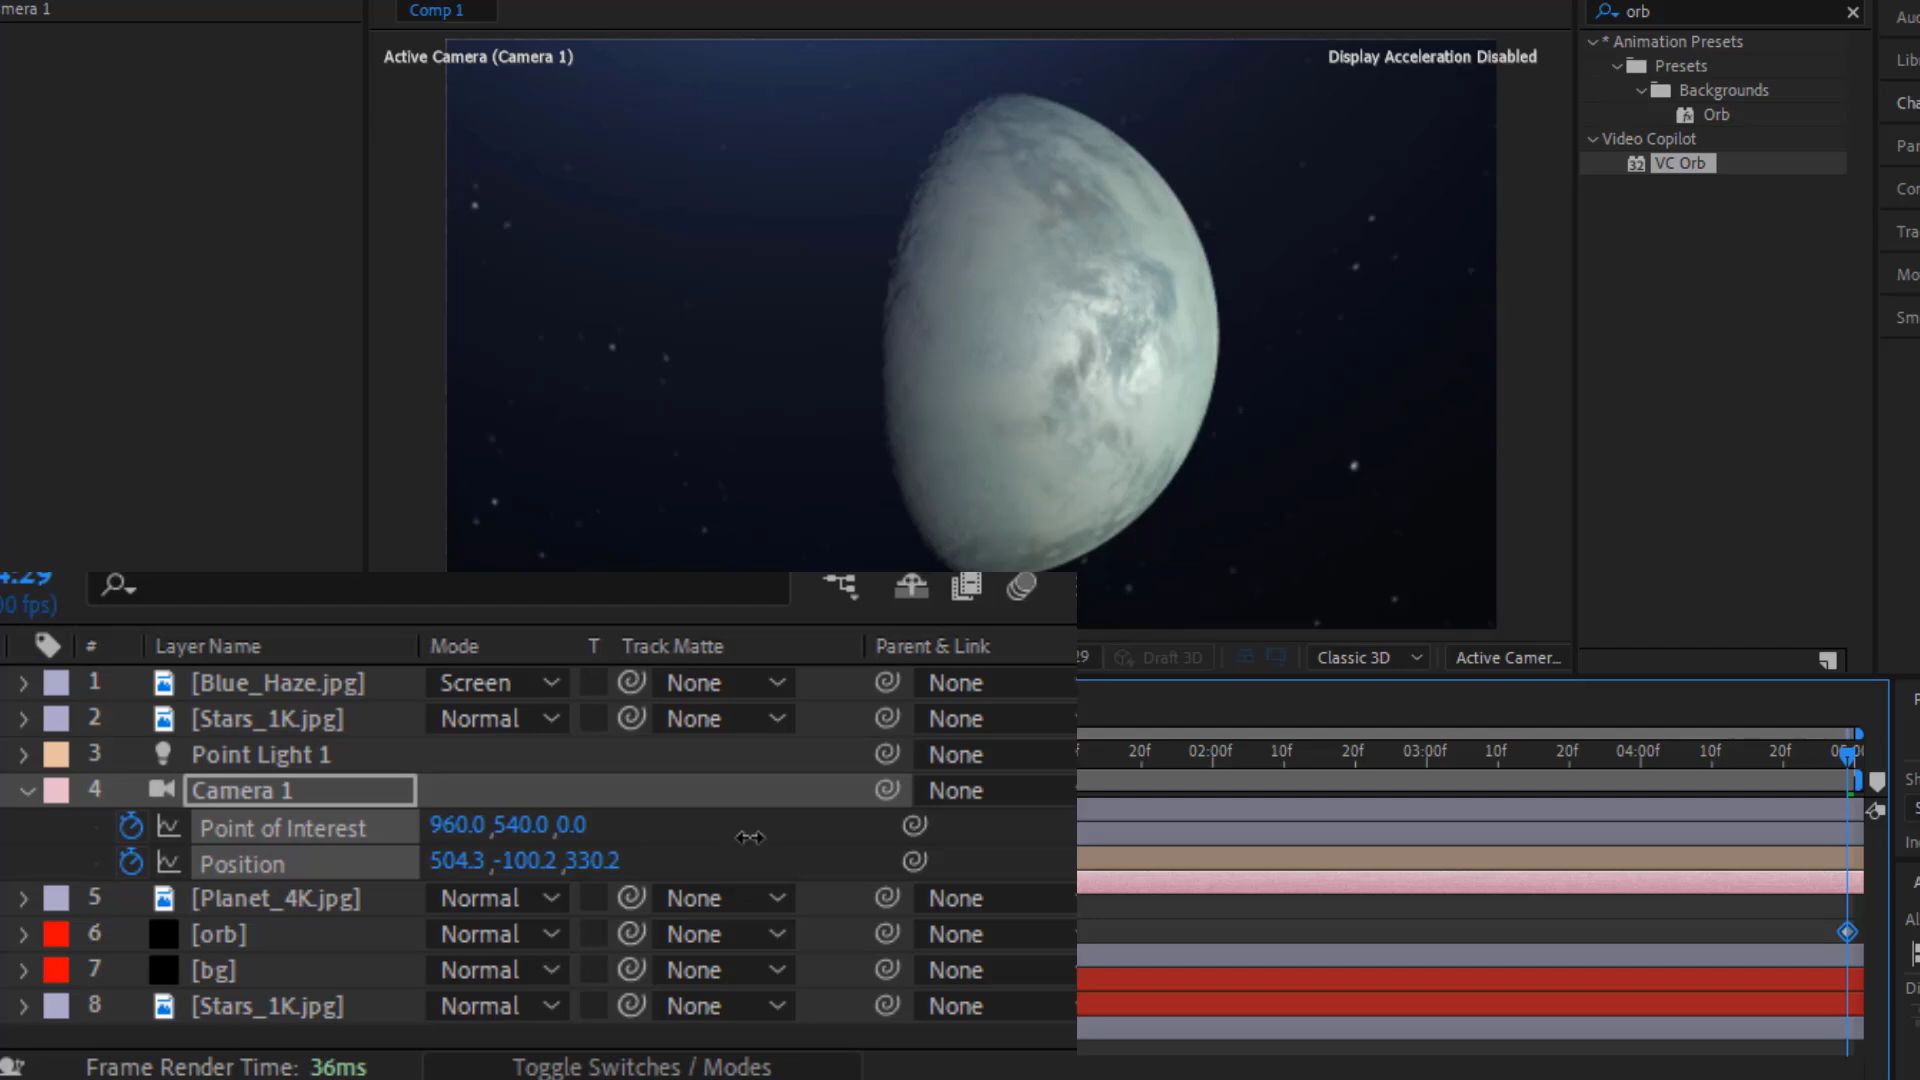 mera 1
Comp 1
Active Camera (Camera 1)
Display Acceleration Disabled
orb
* Animation Presets
Presets
Backgrounds
Orb
Video Copilot
VC Orb
Lib
Cha
Par
Tra
Mo
4:29
00 fps)
# Layer Name Mode T Track Matte Parent & Link
1 [Blue_Haze.jpg] Screen None None
2 [Stars_1K.jpg] Normal None None
3 Point Light 1 None
4 Camera 1 None
Point of Interest 960.0,540.0,0.0
Position 504.3,-100.2,330.2
5 [Planet_4K.jpg] Normal None None
6 [orb] Normal None None
7 [bg] Normal None None
8 [Stars_1K.jpg] Normal None None
Frame Render Time: 36ms
Toggle Switches / Modes
29 Draft 3D Classic 3D Active Camer...
20f 02:00f 10f 20f 03:00f 10f 20f 04:00f 10f 20f